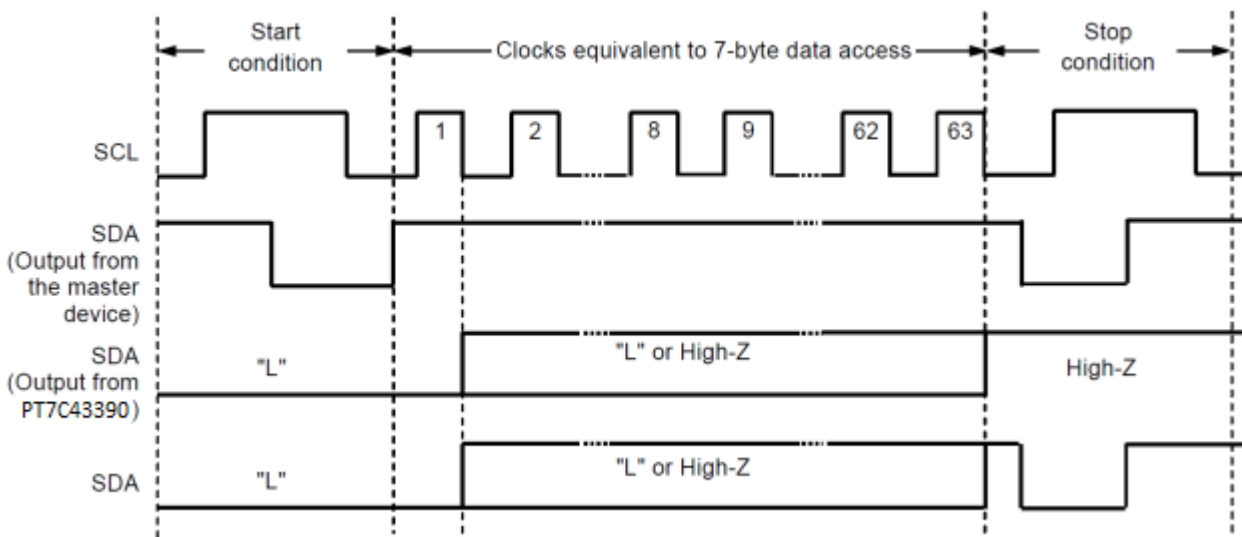 Start
condition
Clocks equivalent to 7-byte data access
Stop
condition
SCL
1 2 8 9 62 63
SDA
(Output from
the master
device)
SDA
(Output from
PT7C43390)
"L"
"L" or High-Z
High-Z
SDA
"L"
"L" or High-Z